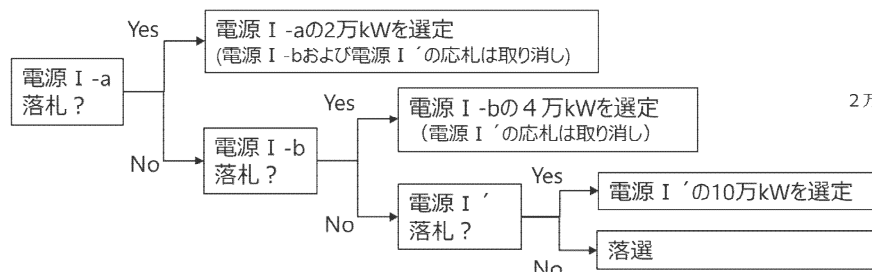 Yes
電源Ⅰ-aの2万kWを選定
(電源Ⅰ-bおよび電源Ⅰ´の応札は取り消し)
電源Ⅰ-a
落札？
No
電源Ⅰ-b
落札？
Yes
電源Ⅰ-bの４万kWを選定
（電源Ⅰ´の応札は取り消し）
２万
No
電源Ⅰ´
落札？
Yes
電源Ⅰ´の10万kWを選定
No
落選